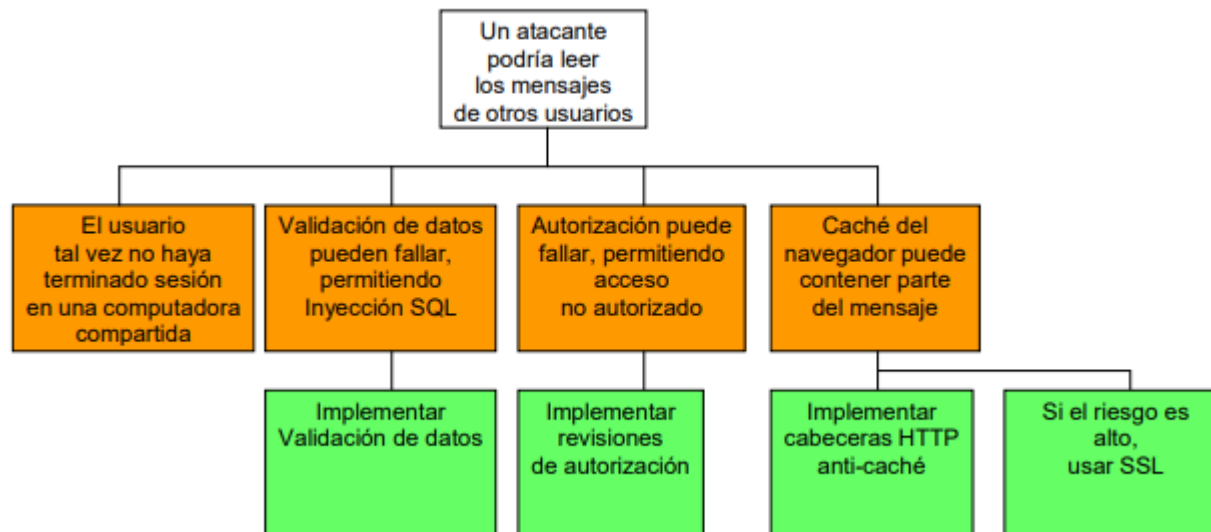 Un atacante
podría leer
los mensajes
de otros usuarios
El usuario
tal vez no haya
terminado sesión
en una computadora
compartida
Validación de datos
pueden fallar,
permitiendo
Inyección SQL
Autorización puede
fallar, permitiendo
acceso
no autorizado
Caché del
navegador puede
contener parte
del mensaje
Implementar
Validación de datos
Implementar
revisiones
de autorización
Implementar
cabeceras HTTP
anti-caché
Si el riesgo es
alto,
usar SSL